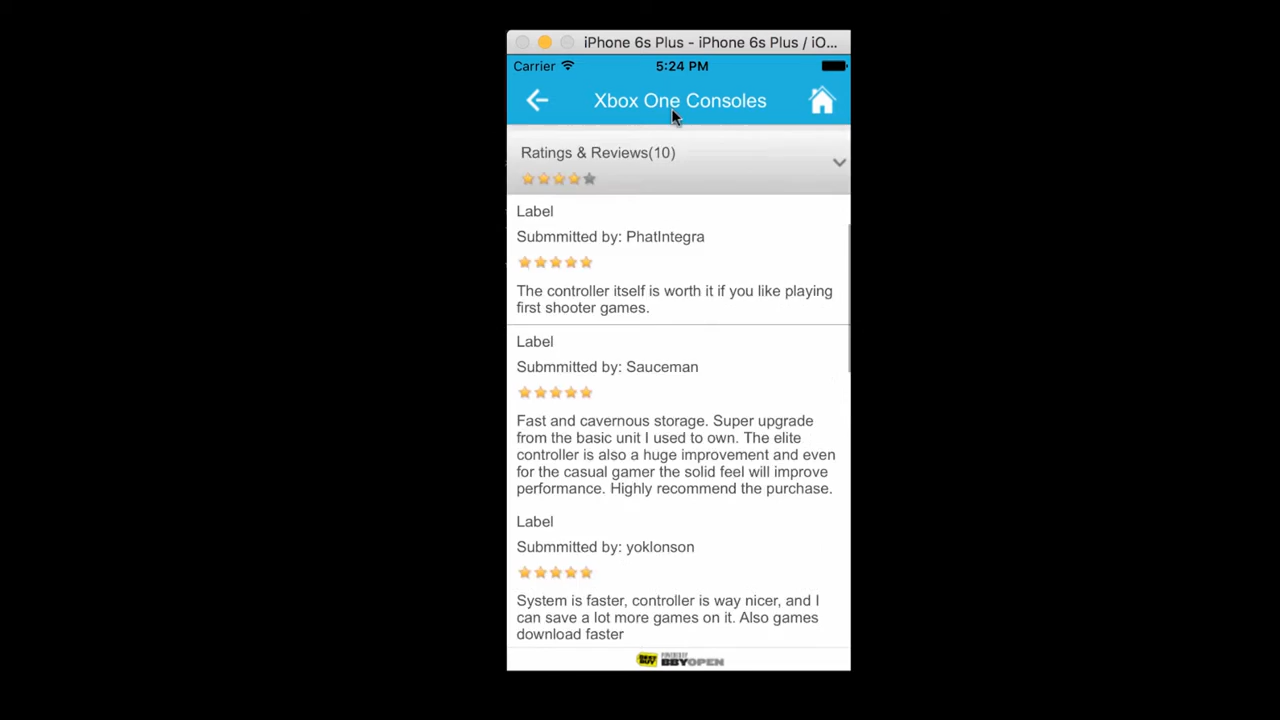 iPhone 6s Plus - iPhone 6s Plus / iO...
Carrier 5:24 PM
Xbox One Consoles
Ratings & Reviews(10)
Label
Submmitted by: PhatIntegra
The controller itself is worth it if you like playing
first shooter games.
Label
Submmitted by: Sauceman
Fast and cavernous storage. Super upgrade
from the basic unit I used to own. The elite
controller is also a huge improvement and even
for the casual gamer the solid feel will improve
performance. Highly recommend the purchase.
Label
Submmitted by: yoklonson
System is faster, controller is way nicer, and I
can save a lot more games on it. Also games
download faster
BEST BUY POWERED BY
BBYOPEN